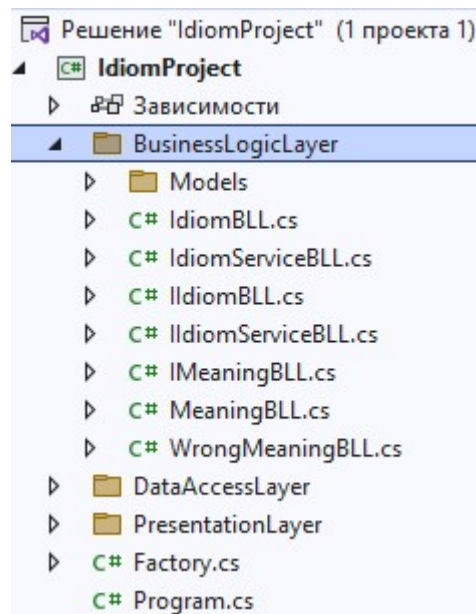 Решение "IdiomProject" (1 проекта 1)
C# IdiomProject
Зависимости
BusinessLogicLayer
Models
C# IdiomBLL.cs
C# IdiomServiceBLL.cs
C# IIdiomBLL.cs
C# IIdiomServiceBLL.cs
C# IMeaningBLL.cs
C# MeaningBLL.cs
C# WrongMeaningBLL.cs
DataAccessLayer
PresentationLayer
C# Factory.cs
C# Program.cs